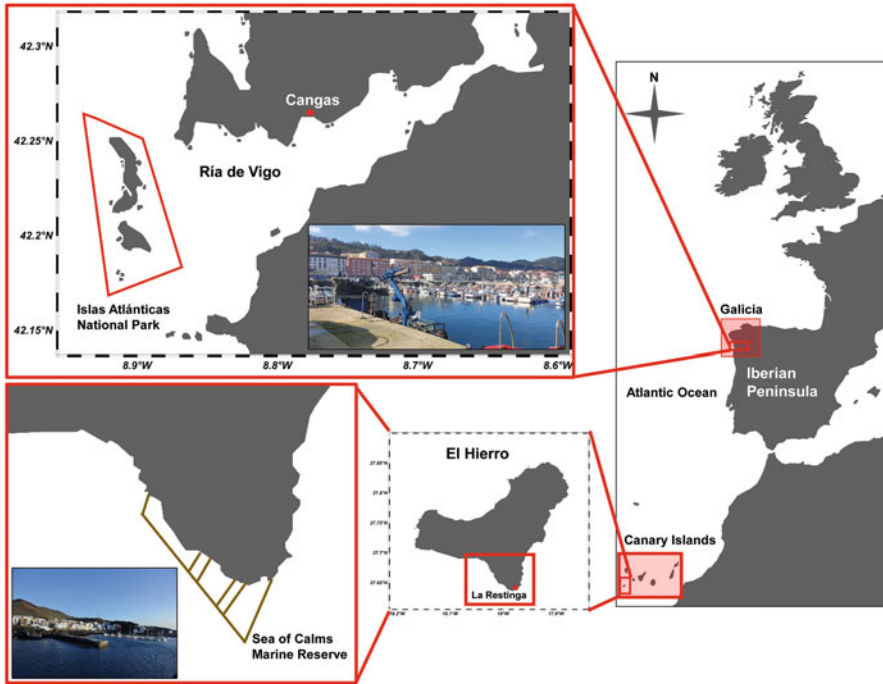 42.3°N
42.25°N
42.2°N
42.15°N
8.9°W
8.8°W
8.7°W
8.6°W
Cangas
Ría de Vigo
Islas Atlánticas
National Park
N
Galicia
Iberian
Peninsula
Atlantic Ocean
Canary Islands
El Hierro
La Restinga
Sea of Calms
Marine Reserve